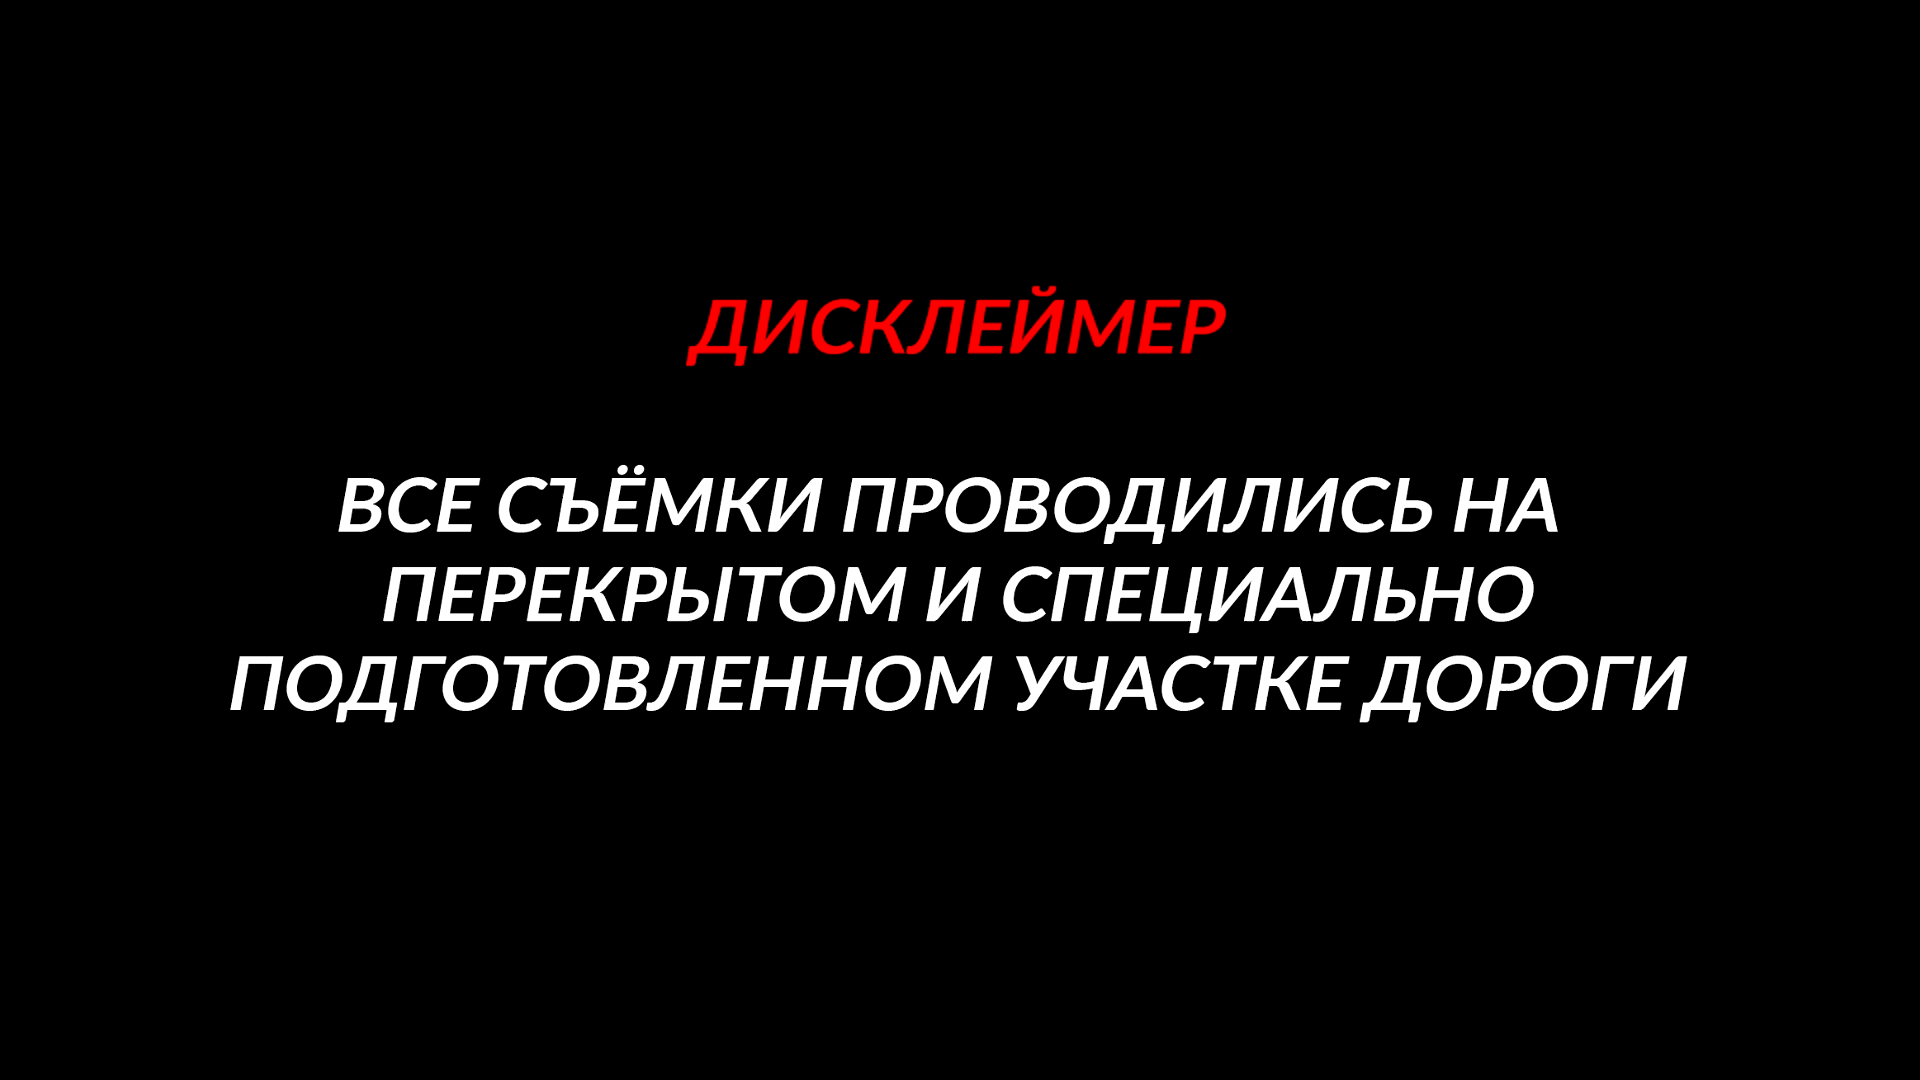 ДИСКЛЕЙМЕР
ВСЕ СЪЁМКИ ПРОВОДИЛИСЬ НА
ПЕРЕКРЫТОМ И СПЕЦИАЛЬНО
ПОДГОТОВЛЕННОМ УЧАСТКЕ ДОРОГИ